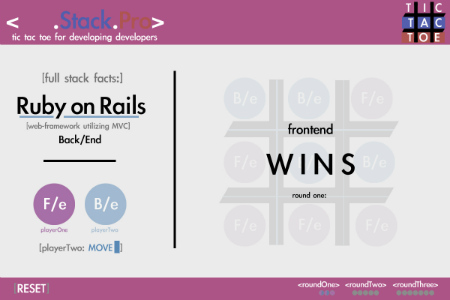 < .Stack.Pro>
tic tac toe for developing developers
TIC
TAC
TOE
[full stack facts:]
Ruby on Rails
[web-framework utilizing MVC]
Back/End
F/e
B/e
playerOne
playerTwo
[playerTwo: MOVE]
B/e
B/e
F/e
F/e
B/e
F/e
F/e
F/e
frontend
WINS
round one:
[RESET]
<roundOne>
<roundTwo>
<roundThree>